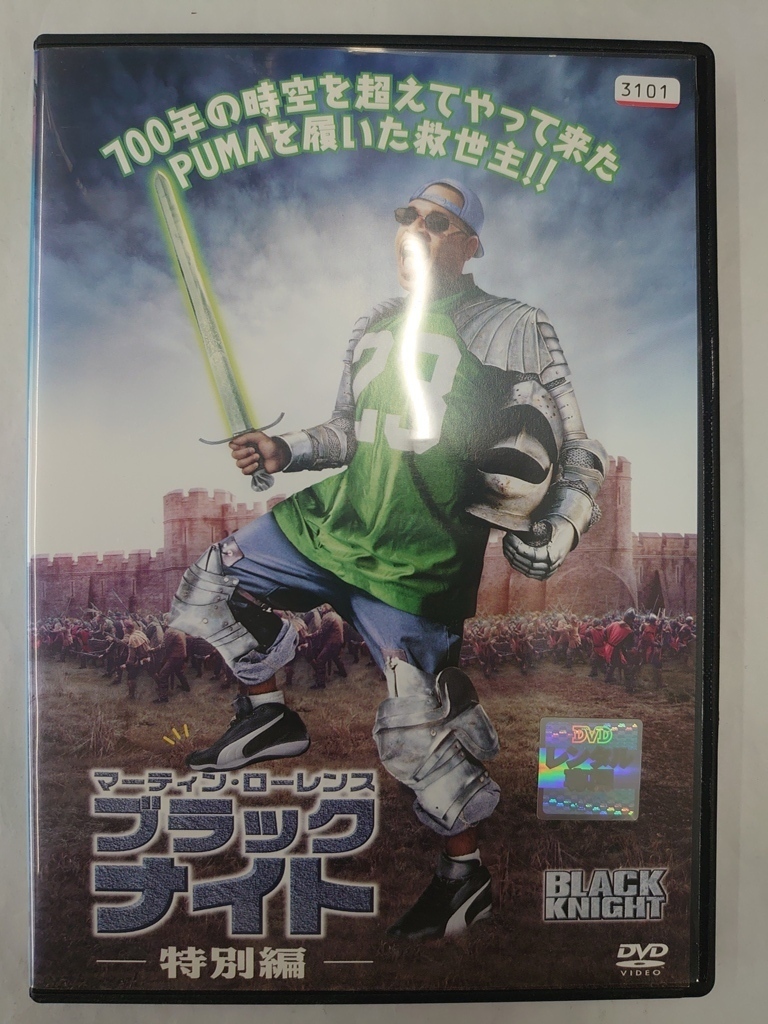 3101
700年の時空を超えてやって来た
PUMAを履いた救世主!!
23
DVD
マーティン・ローレンス
ブラック
ナイト
特別編
BLACK
KNIGHT
DVD
VIDEO